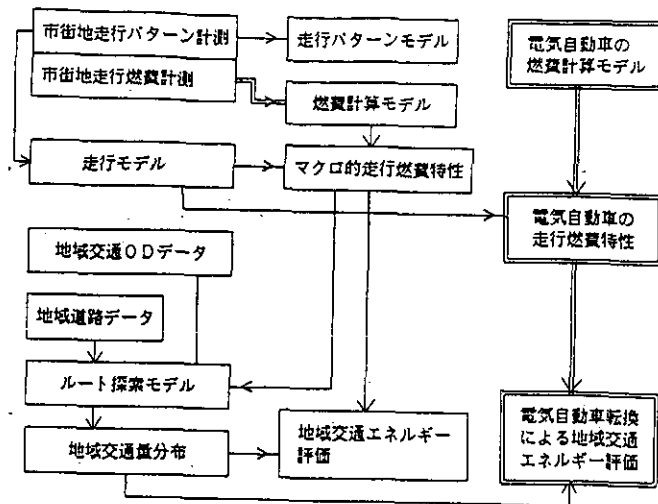 市街地走行パターン計測
走行パターンモデル
電気自動車の
燃費計算モデル
市街地走行燃費計測
燃費計算モデル
走行モデル
マクロ的走行燃費特性
電気自動車の
走行燃費特性
地域交通ODデータ
地域道路データ
ルート探索モデル
地域交通量分布
地域交通エネルギー
評価
電気自動車転換
による地域交通
エネルギー評価